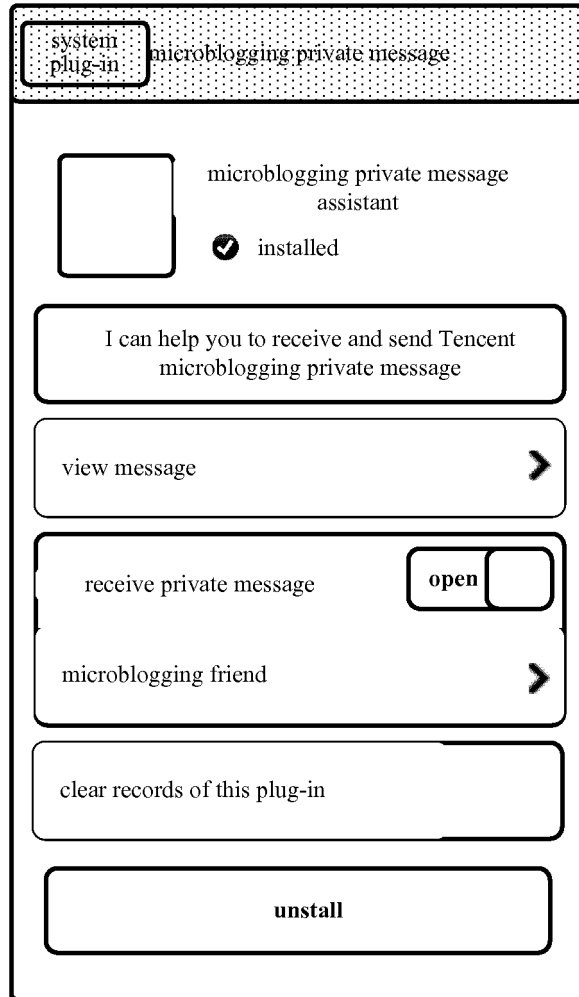 system
plug-in
microblogging private message
microblogging private message
assistant
installed
I can help you to receive and send Tencent
microblogging private message
view message
receive private message
open
microblogging friend
clear records of this plug-in
unstall